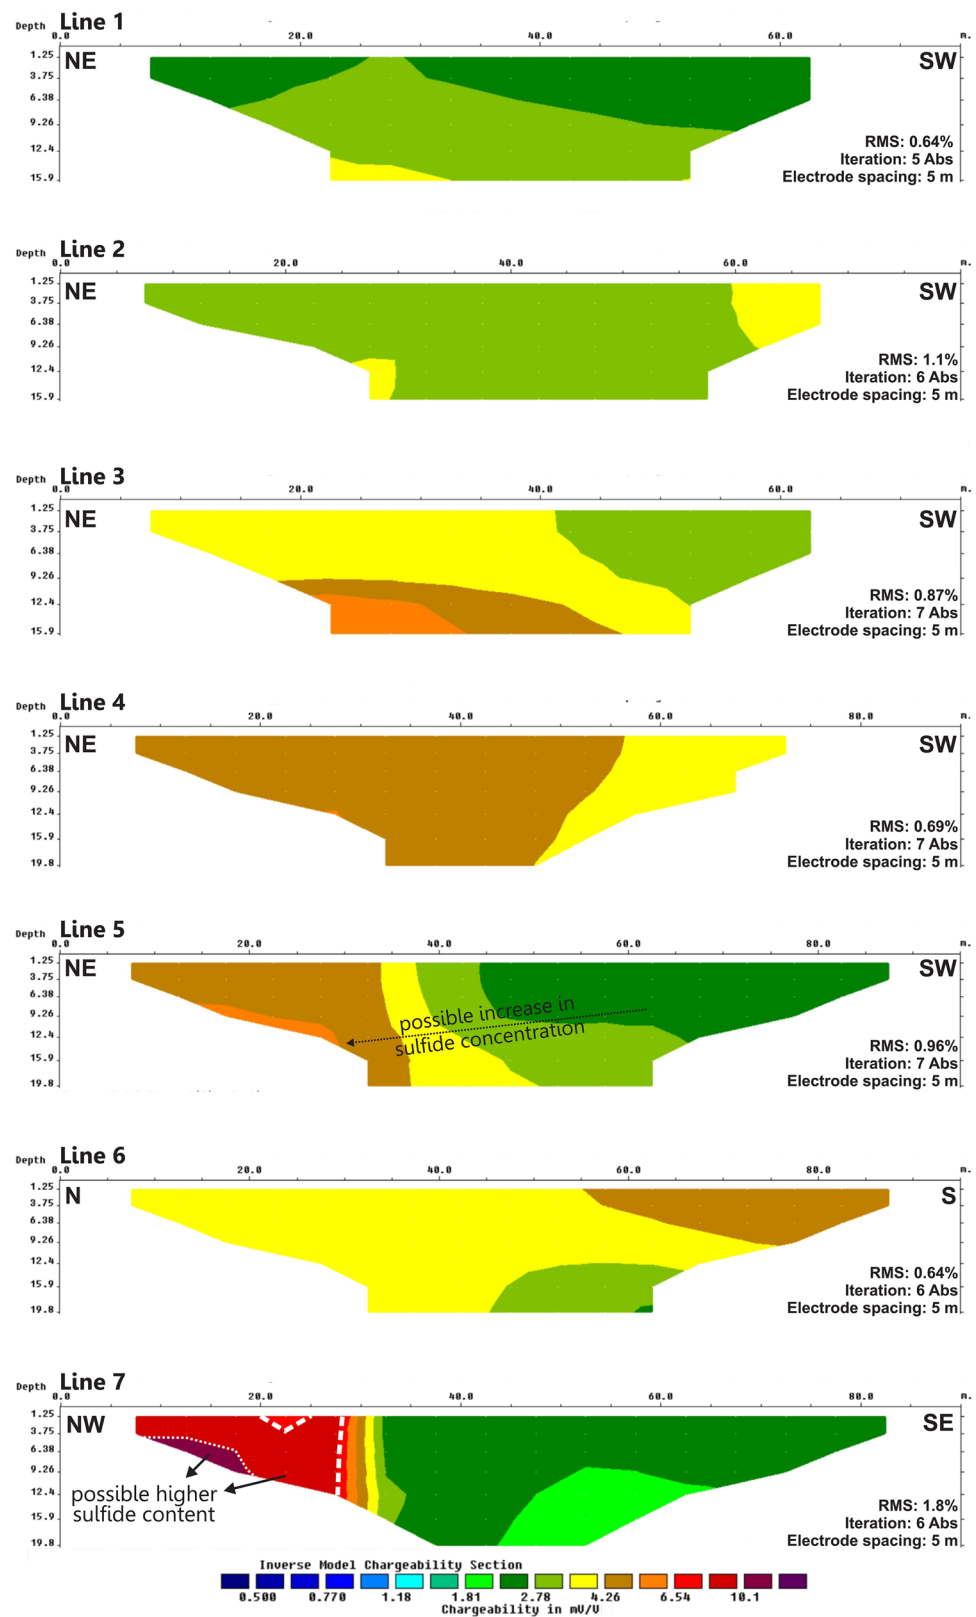 Line 1
Depth 0.0 20.0 40.0 60.0 m.
1.25
NE SW
3.75
6.38
9.26
12.4
15.9
RMS: 0.64%
Iteration: 5 Abs
Electrode spacing: 5 m
Line 2
Depth 0.0 20.0 40.0 60.0 m.
1.25
NE SW
3.75
6.38
9.26
12.4
15.9
RMS: 1.1%
Iteration: 6 Abs
Electrode spacing: 5 m
Line 3
Depth 0.0 20.0 40.0 60.0 m.
1.25
NE SW
3.75
6.38
9.26
12.4
15.9
RMS: 0.87%
Iteration: 7 Abs
Electrode spacing: 5 m
Line 4
Depth 0.0 20.0 40.0 60.0 80.0 m.
1.25
NE SW
3.75
6.38
9.26
12.4
15.9
19.8
RMS: 0.69%
Iteration: 7 Abs
Electrode spacing: 5 m
Line 5
Depth 0.0 20.0 40.0 60.0 80.0 m.
1.25
NE SW
3.75
6.38
9.26
12.4
15.9
19.8
possible increase in
sulfide concentration
RMS: 0.96%
Iteration: 7 Abs
Electrode spacing: 5 m
Line 6
Depth 0.0 20.0 40.0 60.0 80.0 m.
1.25
N S
3.75
6.38
9.26
12.4
15.9
19.8
RMS: 0.64%
Iteration: 6 Abs
Electrode spacing: 5 m
Line 7
Depth 0.0 20.0 40.0 60.0 80.0 m.
1.25
NW SE
3.75
6.38
9.26
12.4
15.9
19.8
possible higher
sulfide content
RMS: 1.8%
Iteration: 6 Abs
Electrode spacing: 5 m
Inverse Model Chargeability Section
0.500 0.770 1.18 1.81 2.78 4.26 6.54 10.1
Chargeability in mV/V